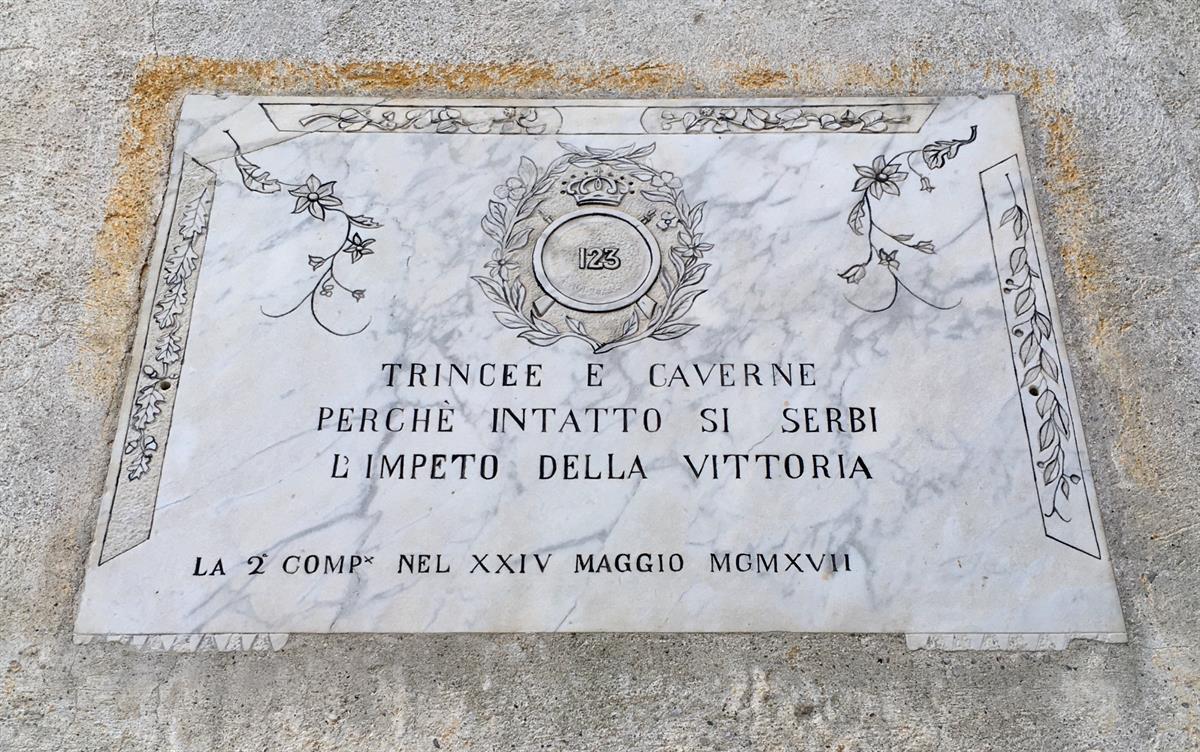 123
TRINCEE E CAVERNE
PERCHÈ INTATTO SI SERBI
L'IMPETO DELLA VITTORIA
LA 2ª COMPª NEL XXIV MAGGIO MCMXVII